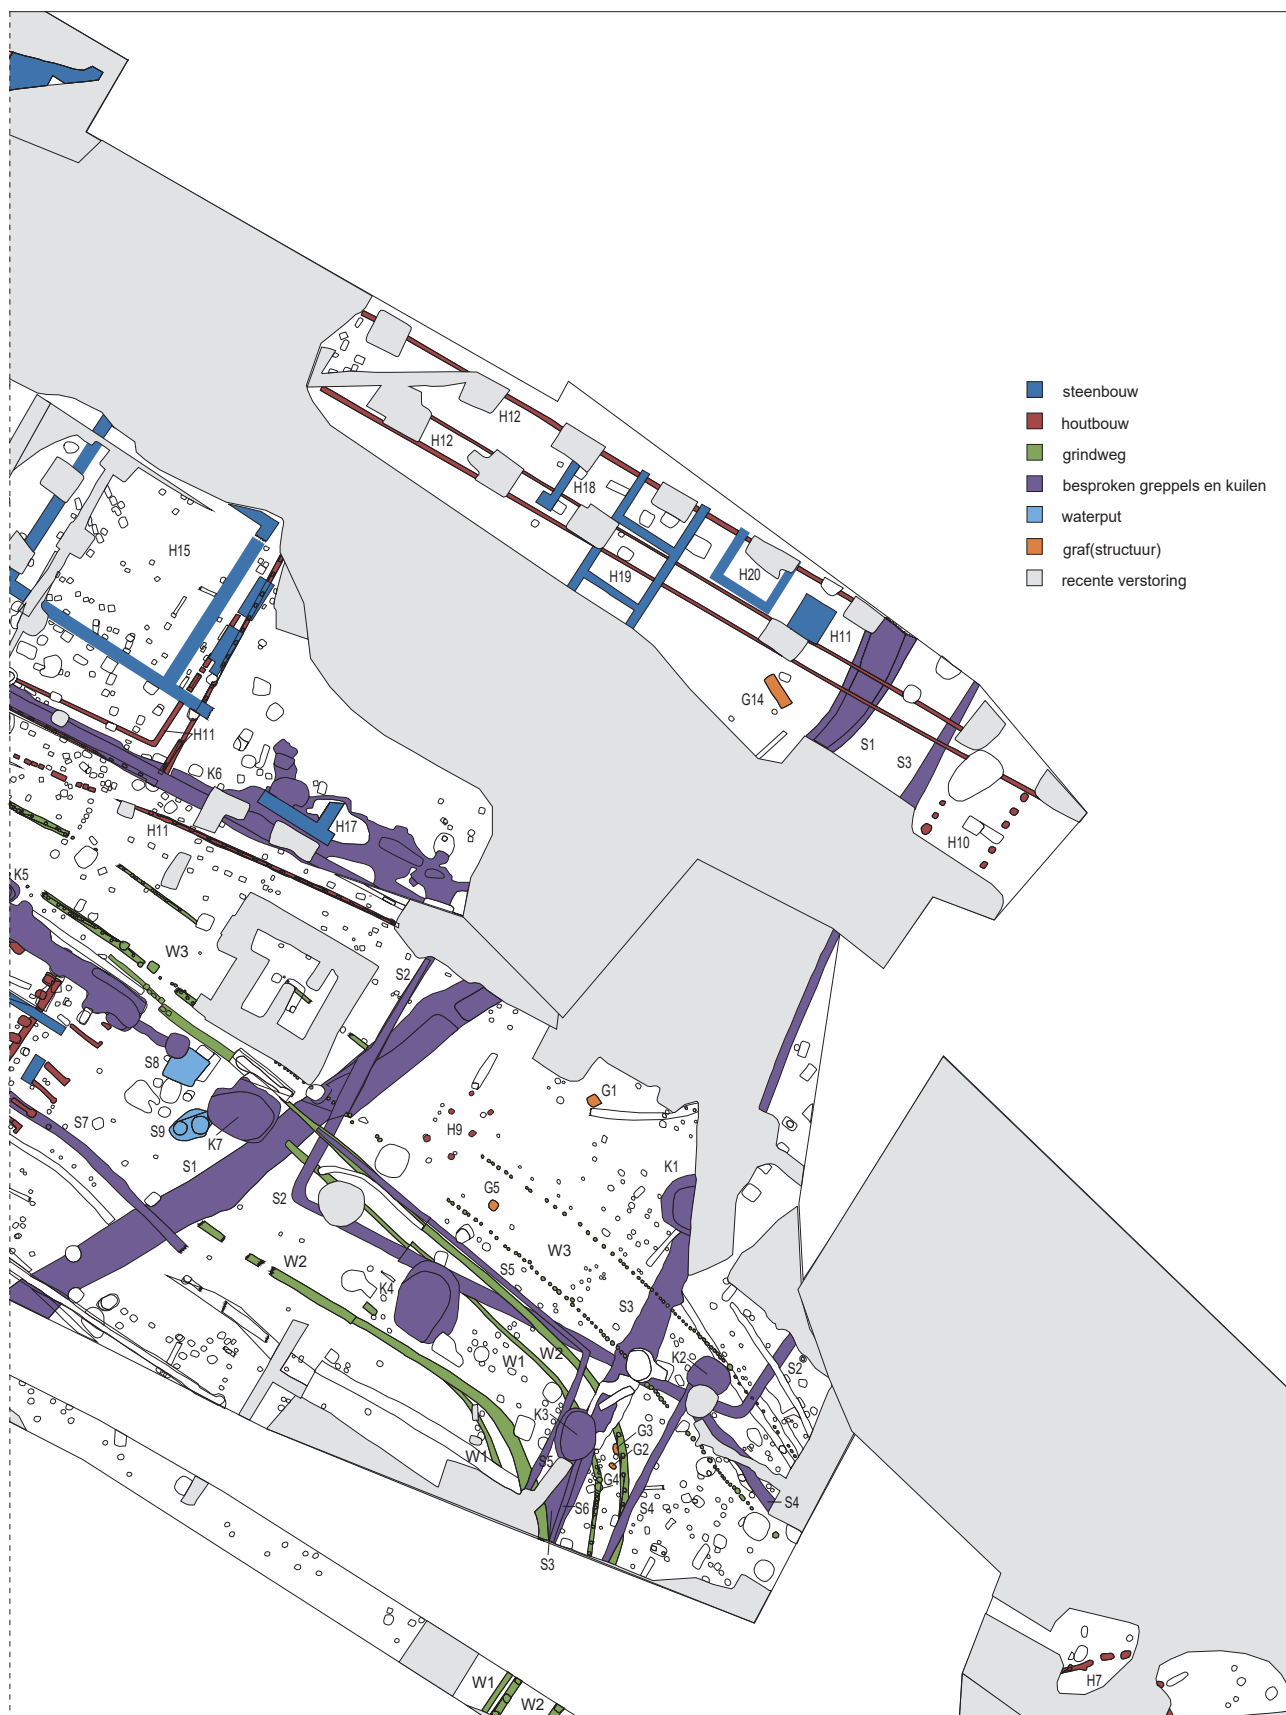 steenbouw
houtbouw
grindweg
besproken greppels en kuilen
waterput
graf(structuur)
recente verstoring
H12
H12
H18
H15
H19
H20
H11
G14
H11
S1
K6
S3
H11
H17
H10
K5
W3
S2
S8
G1
S7
S9
K7
H9
S1
K1
S2
G5
W3
W2
S5
K4
S3
W1
W2
K2
S2
K3
G3
G2
W1
S5
G4
S6
S4
S4
S3
H7
W1
W2